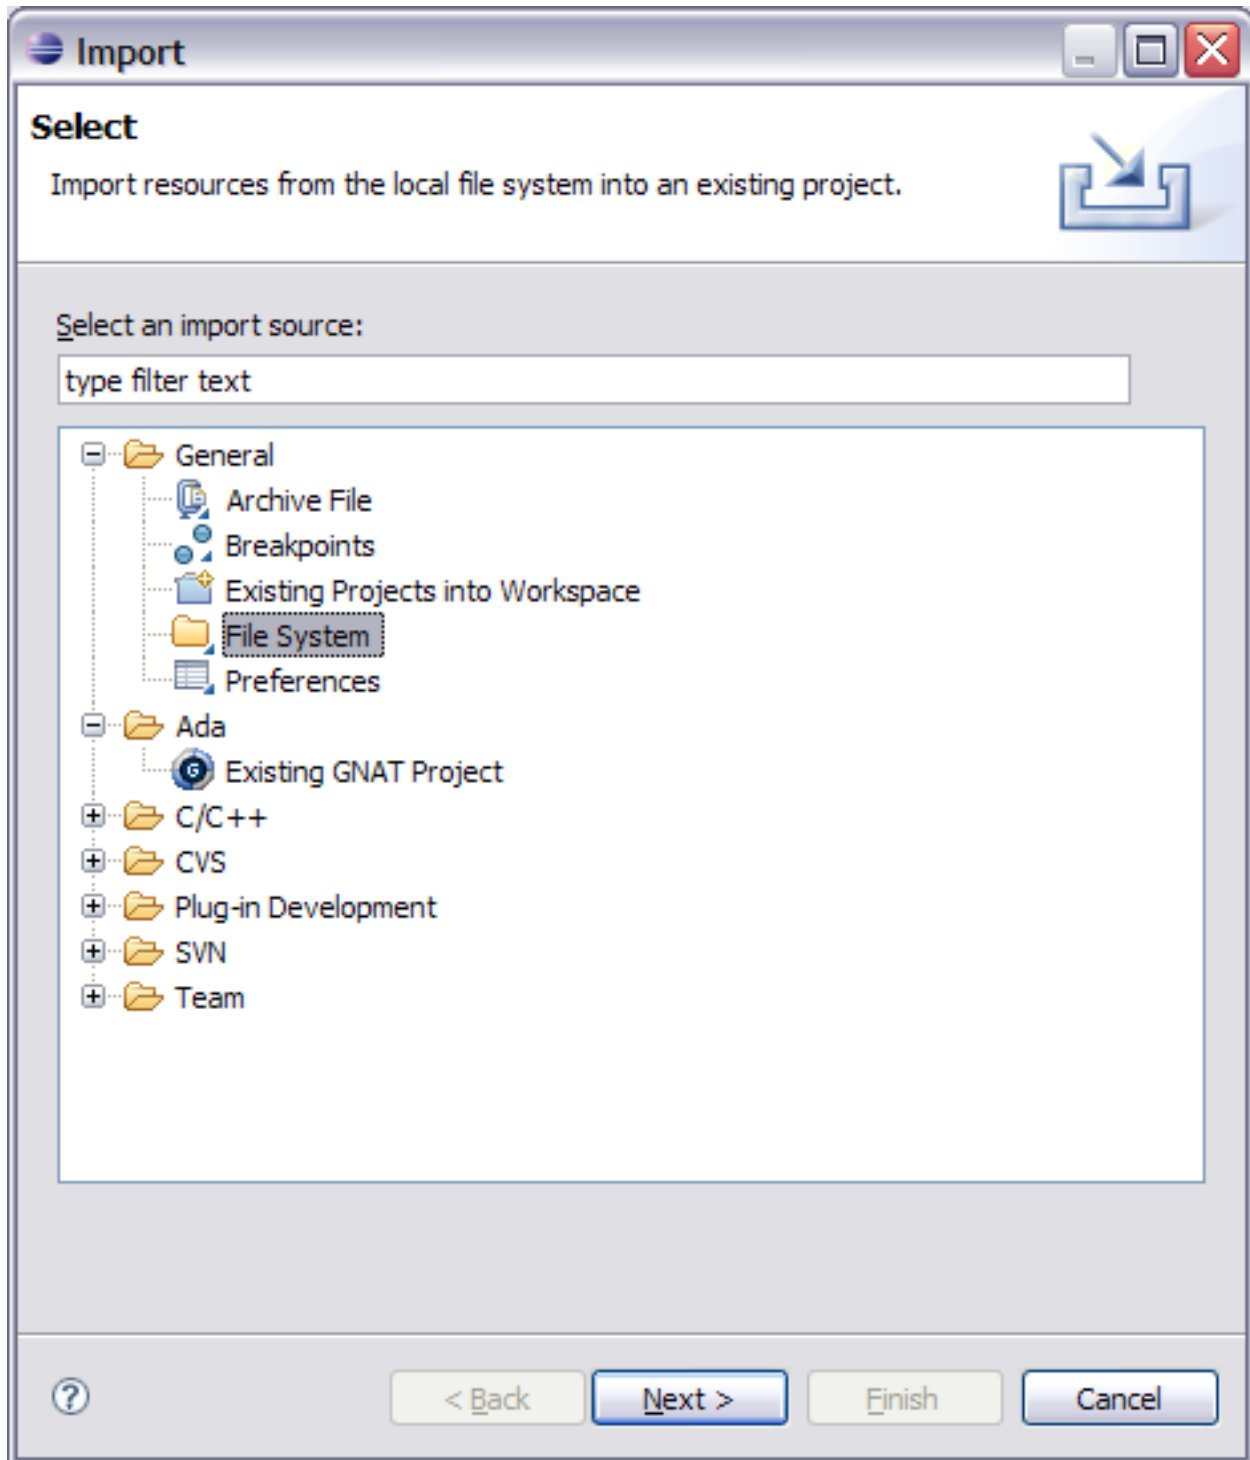 Import
Select
Import resources from the local file system into an existing project.
Select an import source:
type filter text
General
Archive File
Breakpoints
Existing Projects into Workspace
File System
Preferences
Ada
G
Existing GNAT Project
C/C++
CVS
Plug-in Development
SVN
Team
? < Back Next > Finish Cancel